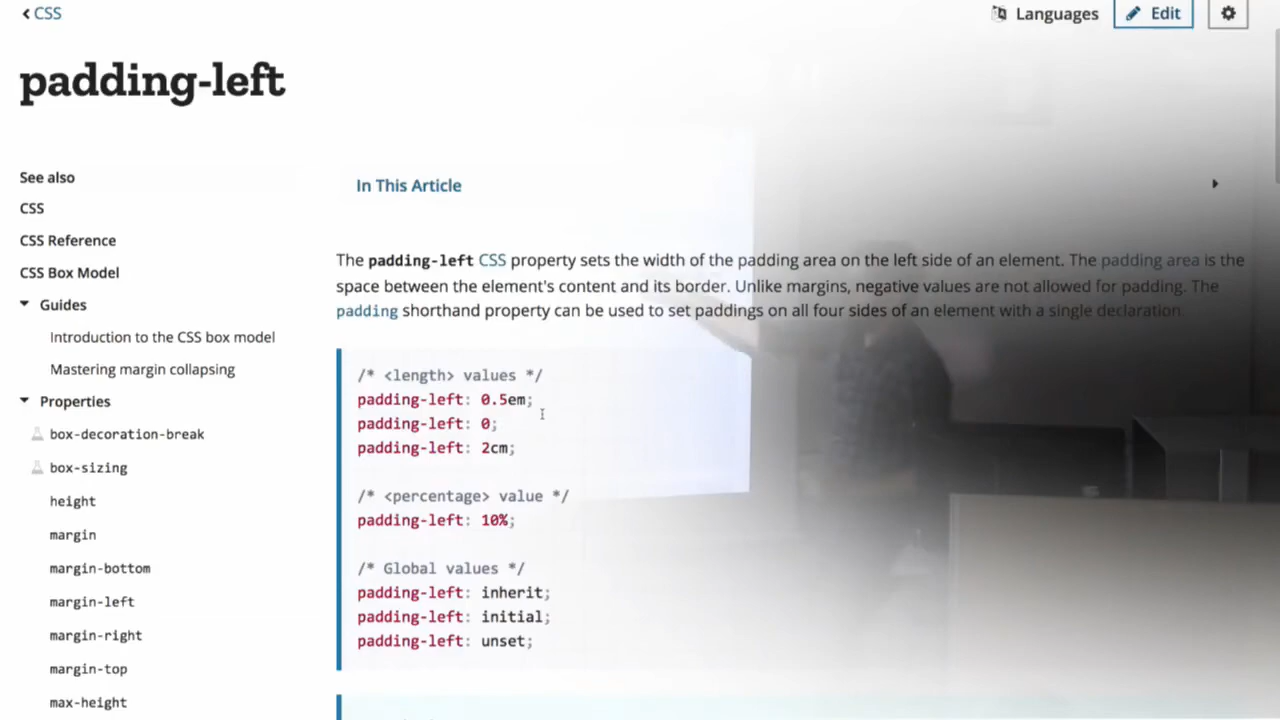 CSS
Languages
Edit
padding-left
See also
CSS
CSS Reference
CSS Box Model
Guides
Introduction to the CSS box model
Mastering margin collapsing
Properties
box-decoration-break
box-sizing
height
margin
margin-bottom
margin-left
margin-right
margin-top
max-height
In This Article
The padding-left CSS property sets the width of the padding area on the left side of an element. The padding area is the
space between the element's content and its border. Unlike margins, negative values are not allowed for padding. The
padding shorthand property can be used to set paddings on all four sides of an element with a single declaration.
/* <length> values */
padding-left: 0.5em;
padding-left: 0;
padding-left: 2cm;
/* <percentage> value */
padding-left: 10%;
/* Global values */
padding-left: inherit;
padding-left: initial;
padding-left: unset;